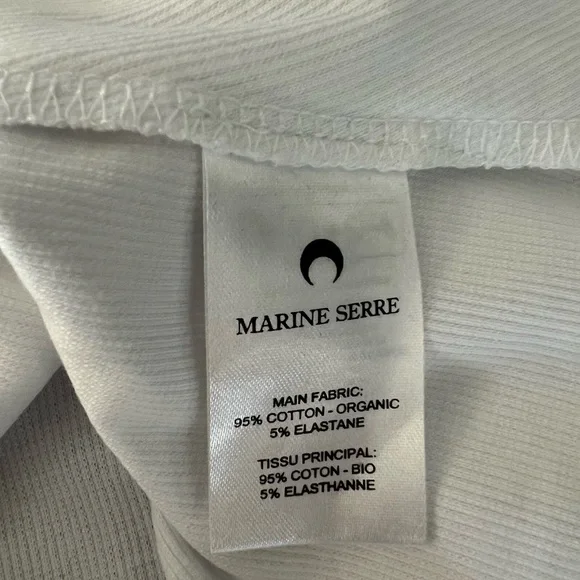 MARINE SERRE
MAIN FABRIC:
95% COTTON - ORGANIC
5% ELASTANE
TISSU PRINCIPAL:
95% COTON - BIO
5% ELASTHANNE